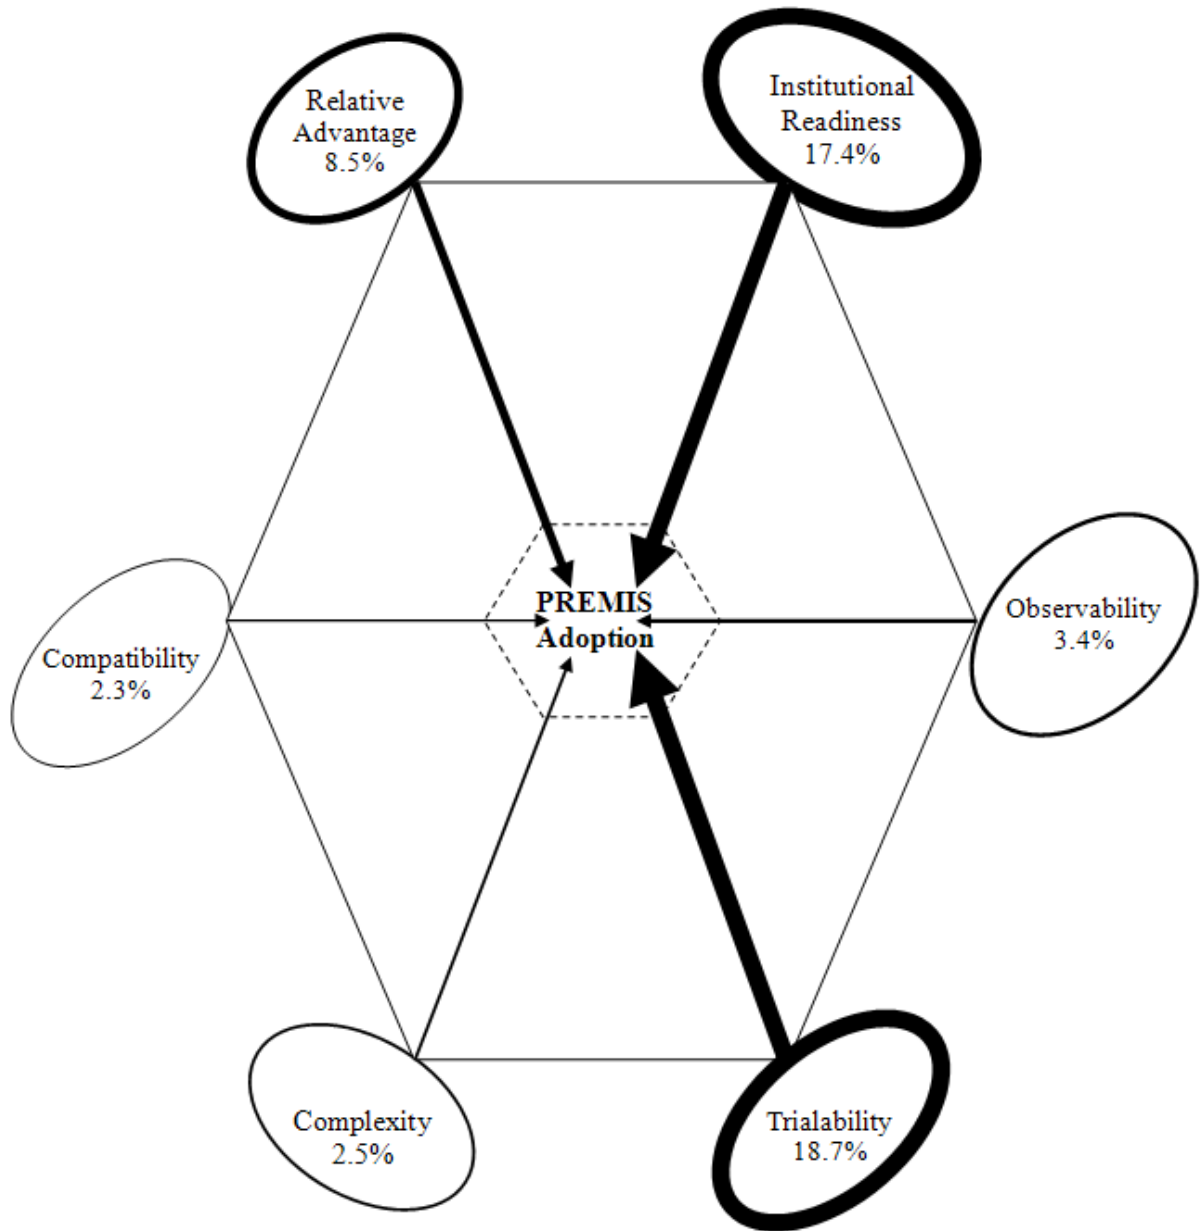 Relative
Advantage
8.5%
Institutional
Readiness
17.4%
PREMIS
Adoption
Observability
3.4%
Compatibility
2.3%
Complexity
2.5%
Trialability
18.7%